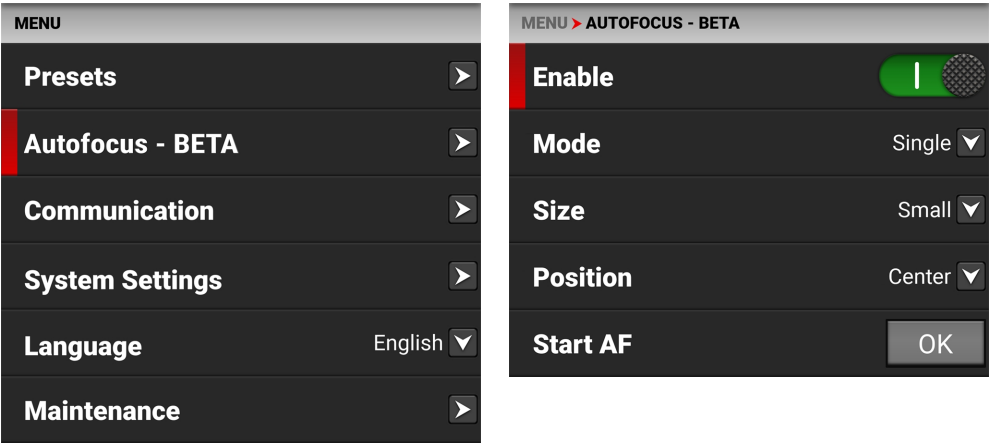 MENU
Presets
Autofocus - BETA
Communication
System Settings
Language English
Maintenance
MENU > AUTOFOCUS - BETA
Enable
Mode Single
Size Small
Position Center
Start AF OK